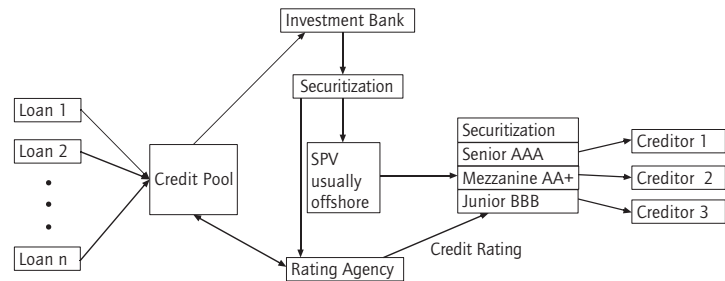 Investment Bank
Securitization
Loan 1
Loan 2
Loan n
Credit Pool
SPV
usually
offshore
Securitization
Senior AAA
Mezzanine AA+
Junior BBB
Creditor 1
Creditor 2
Creditor 3
Rating Agency
Credit Rating